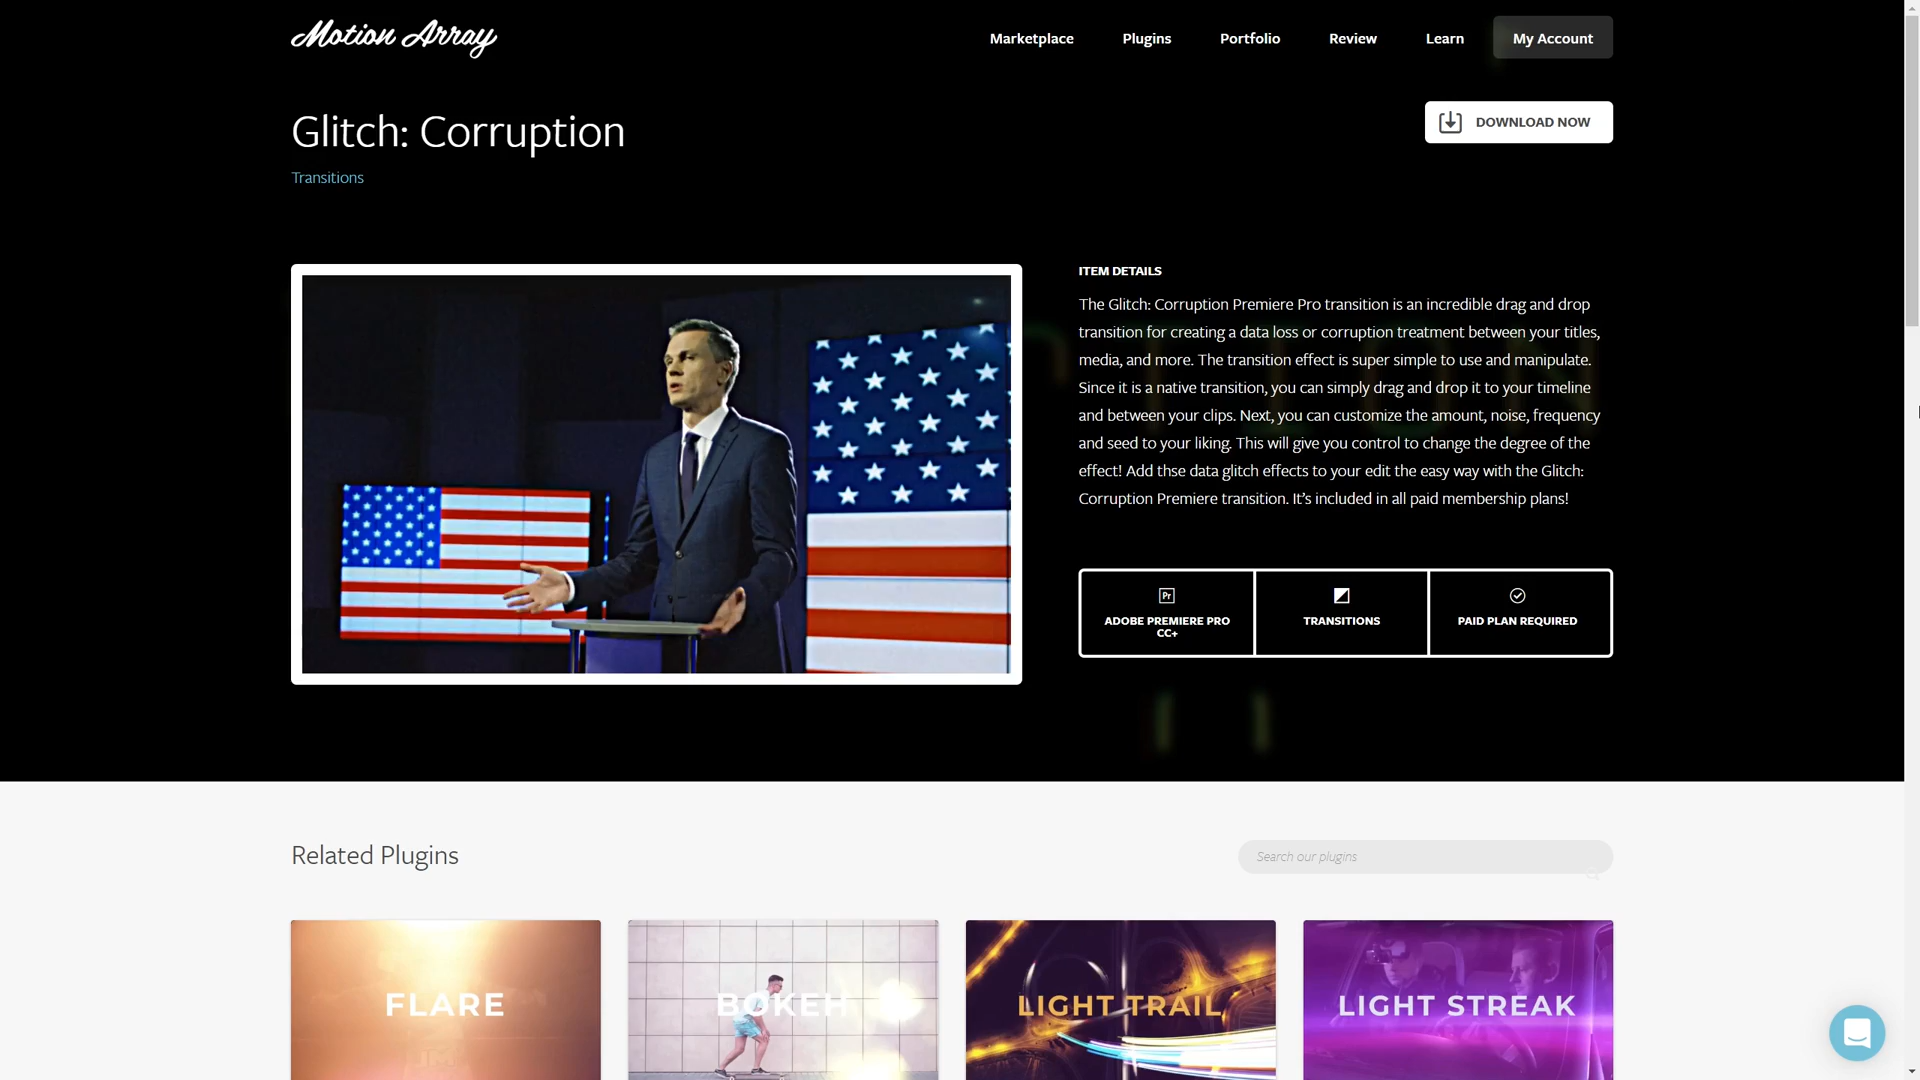 Motion Array
Marketplace
Plugins
Portfolio
Review
Learn
My Account
Glitch: Corruption
DOWNLOAD NOW
Transitions
ITEM DETAILS
The Glitch: Corruption Premiere Pro transition is an incredible drag and drop
transition for creating a data loss or corruption treatment between your titles,
media, and more. The transition effect is super simple to use and manipulate.
Since it is a native transition, you can simply drag and drop it to your timeline
and between your clips. Next, you can customize the amount, noise, frequency
and seed to your liking. This will give you control to change the degree of the
effect! Add thse data glitch effects to your edit the easy way with the Glitch:
Corruption Premiere transition. It’s included in all paid membership plans!
Pr
ADOBE PREMIERE PRO
CC+
TRANSITIONS
PAID PLAN REQUIRED
Related Plugins
Search our plugins
FLARE
BOKEH
LIGHT TRAIL
LIGHT STREAK